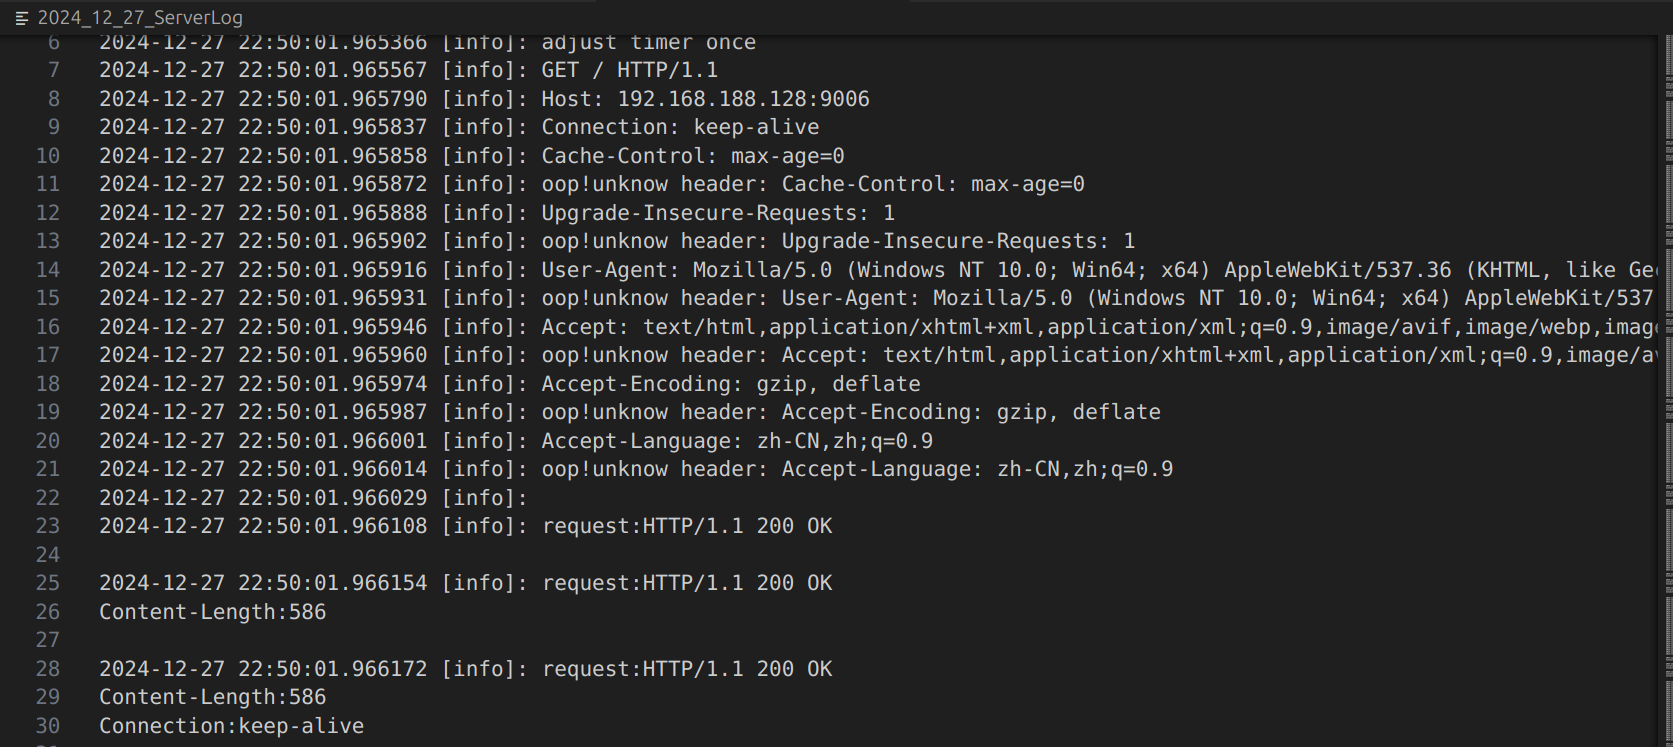 2024_12_27_ServerLog
6 2024-12-27 22:50:01.965366 [info]: adjust timer once
7 2024-12-27 22:50:01.965567 [info]: GET / HTTP/1.1
8 2024-12-27 22:50:01.965790 [info]: Host: 192.168.188.128:9006
9 2024-12-27 22:50:01.965837 [info]: Connection: keep-alive
10 2024-12-27 22:50:01.965858 [info]: Cache-Control: max-age=0
11 2024-12-27 22:50:01.965872 [info]: oop!unknow header: Cache-Control: max-age=0
12 2024-12-27 22:50:01.965888 [info]: Upgrade-Insecure-Requests: 1
13 2024-12-27 22:50:01.965902 [info]: oop!unknow header: Upgrade-Insecure-Requests: 1
14 2024-12-27 22:50:01.965916 [info]: User-Agent: Mozilla/5.0 (Windows NT 10.0; Win64; x64) AppleWebKit/537.36 (KHTML, like Ge
15 2024-12-27 22:50:01.965931 [info]: oop!unknow header: User-Agent: Mozilla/5.0 (Windows NT 10.0; Win64; x64) AppleWebKit/537
16 2024-12-27 22:50:01.965946 [info]: Accept: text/html,application/xhtml+xml,application/xml;q=0.9,image/avif,image/webp,imag
17 2024-12-27 22:50:01.965960 [info]: oop!unknow header: Accept: text/html,application/xhtml+xml,application/xml;q=0.9,image/a
18 2024-12-27 22:50:01.965974 [info]: Accept-Encoding: gzip, deflate
19 2024-12-27 22:50:01.965987 [info]: oop!unknow header: Accept-Encoding: gzip, deflate
20 2024-12-27 22:50:01.966001 [info]: Accept-Language: zh-CN,zh;q=0.9
21 2024-12-27 22:50:01.966014 [info]: oop!unknow header: Accept-Language: zh-CN,zh;q=0.9
22 2024-12-27 22:50:01.966029 [info]:
23 2024-12-27 22:50:01.966108 [info]: request:HTTP/1.1 200 OK
24
25 2024-12-27 22:50:01.966154 [info]: request:HTTP/1.1 200 OK
26 Content-Length:586
27
28 2024-12-27 22:50:01.966172 [info]: request:HTTP/1.1 200 OK
29 Content-Length:586
30 Connection:keep-alive